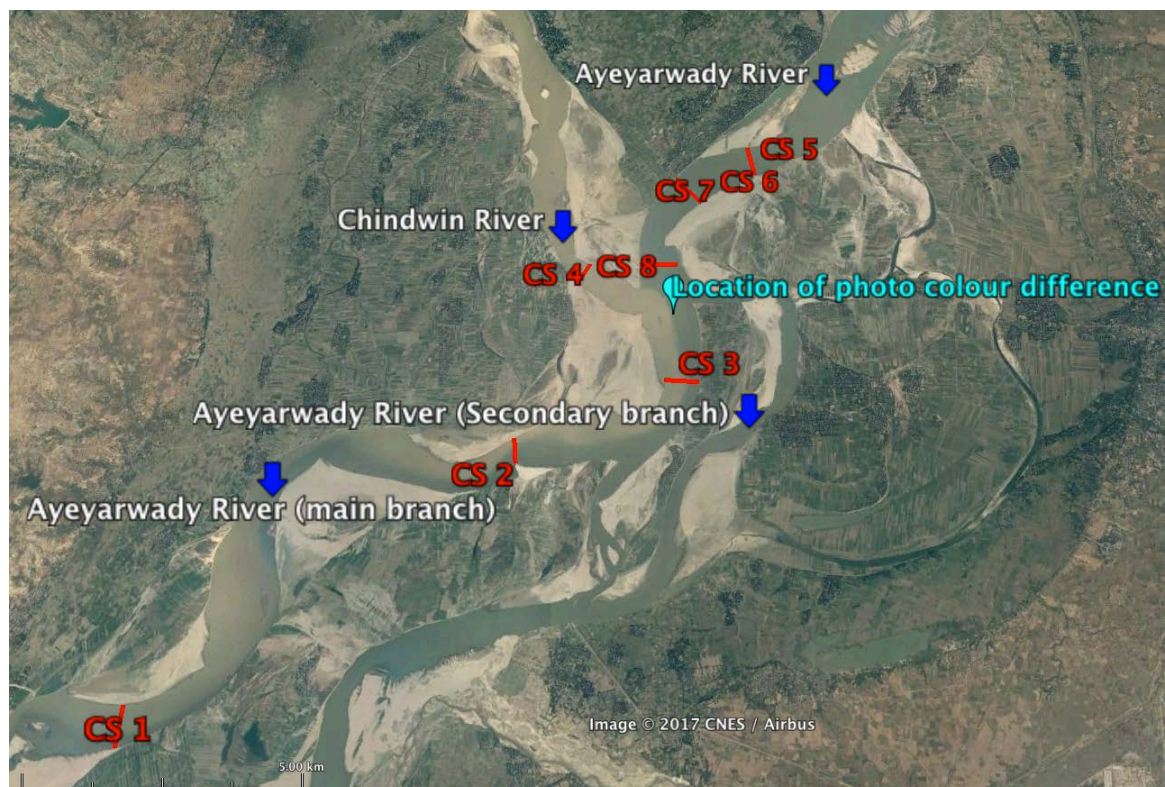 Ayeyarwady River
CS 5
CS 7
CS 6
Chindwin River
CS 4
CS 8
Location of photo colour difference
CS 3
Ayeyarwady River (Secondary branch)
CS 2
Ayeyarwady River (main branch)
CS 1
Image © 2017 CNES / Airbus
5.00 km